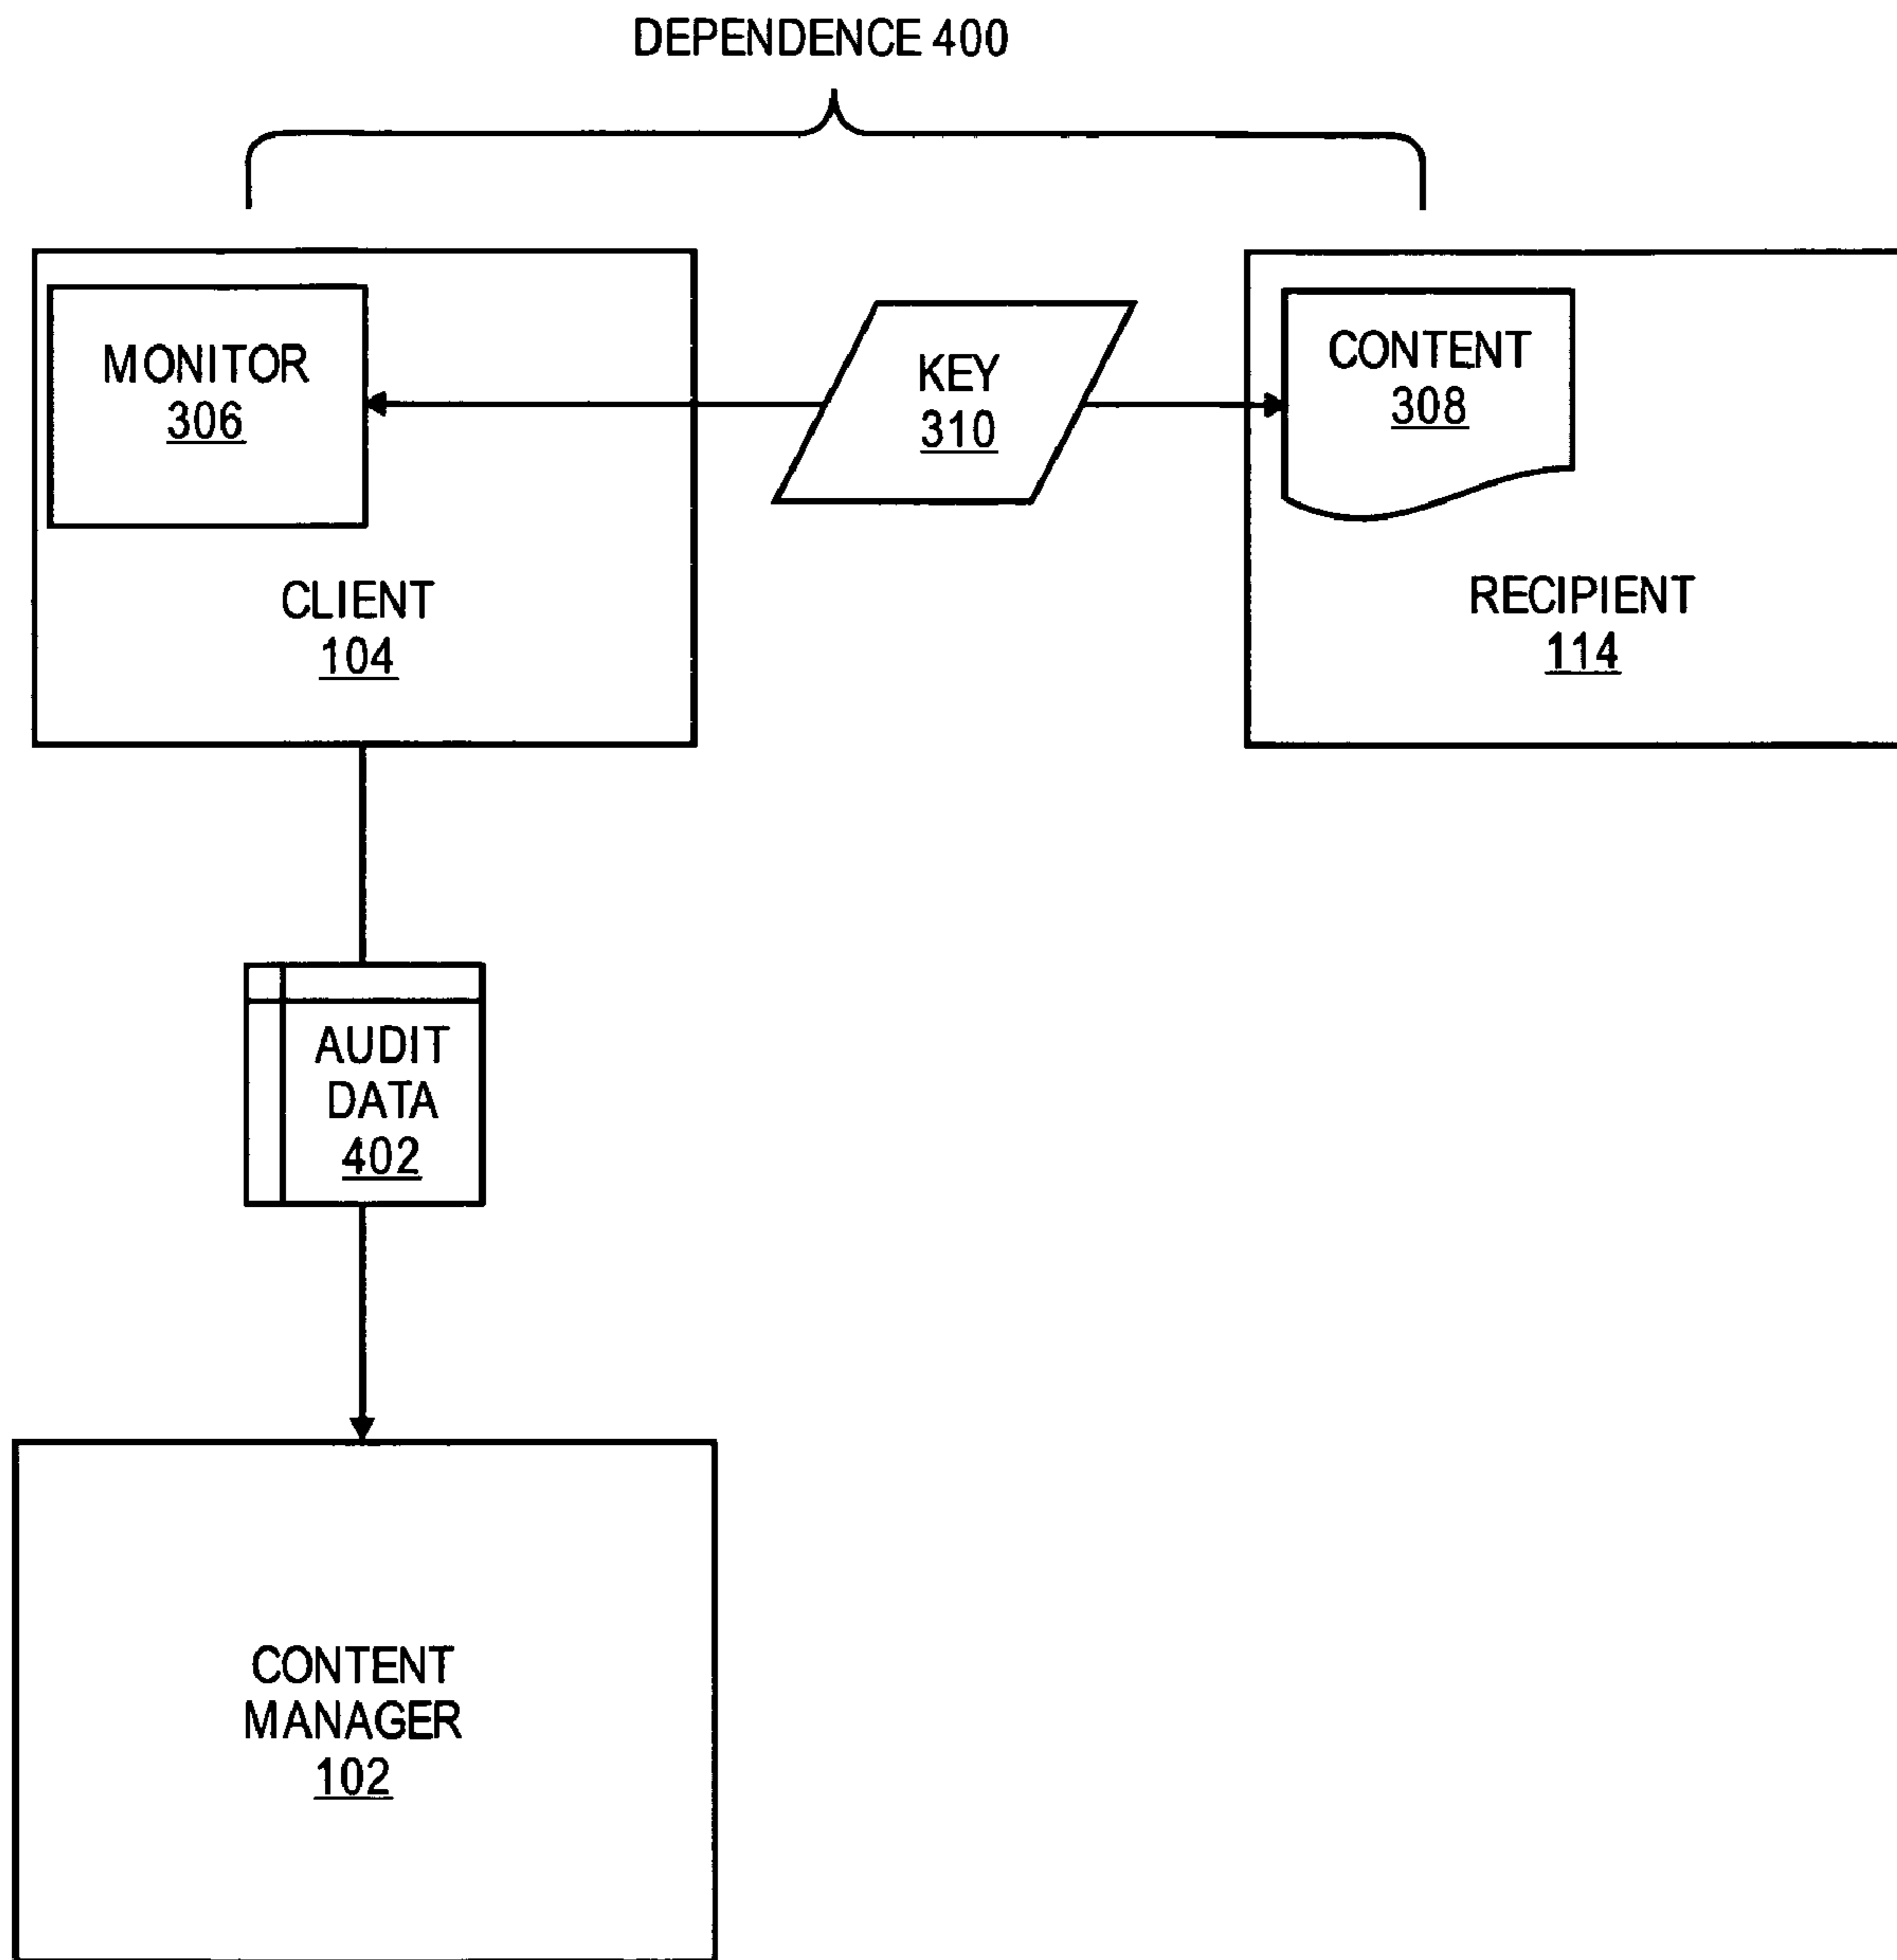 DEPENDENCE 400
MONITOR
306
KEY
310
CONTENT
308
CLIENT
104
RECIPIENT
114
AUDIT
DATA
402
CONTENT
MANAGER
102